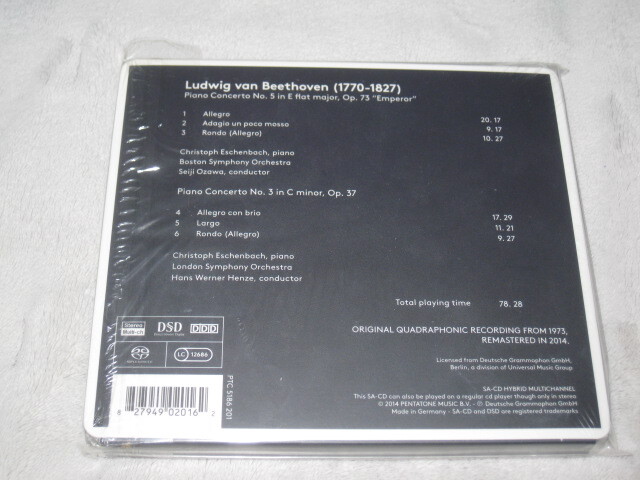 Ludwig van Beethoven (1770-1827)
Piano Concerto No. 5 in E flat major, Op. 73 "Emperor"
1 Allegro 20. 17
2 Adagio un poco mosso 9. 17
3 Rondo (Allegro) 10. 27
Christoph Eschenbach, piano
Boston Symphony Orchestra
Seiji Ozawa, conductor
Piano Concerto No. 3 in C minor, Op. 37
4 Allegro con brio 17. 29
5 Largo 11. 21
6 Rondo (Allegro) 9. 27
Christoph Eschenbach, piano
London Symphony Orchestra
Hans Werner Henze, conductor
Total playing time 78. 28
Stereo
Multi-ch
DSD
Direct Stream Digital
DDD
ORIGINAL QUADRAPHONIC RECORDING FROM 1973,
REMASTERED IN 2014.
LC 12686
Licensed from Deutsche Grammophon GmbH,
Berlin, a division of Universal Music Group
PTC 5186 201
8 27949 02016 2
SA-CD HYBRID MULTICHANNEL
This SA-CD can also be played on a regular cd player though only in stereo
© 2014 PENTATONE MUSIC B.V. - ℗ Deutsche Grammophon GmbH
Made in Germany - SA-CD and DSD are registered trademarks